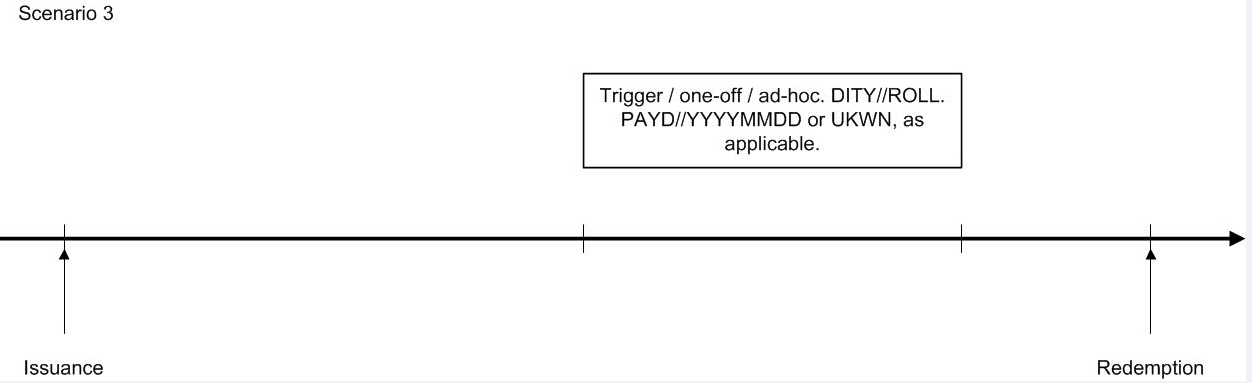 Scenario 3
Trigger / one-off / ad-hoc. DITY//ROLL.
PAYD//YYYYMMDD or UKWN, as
applicable.
Issuance
Redemption